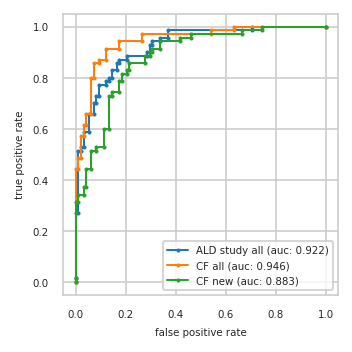 1.0
0.8
0.6
0.4
0.2
0.0
true positive rate
ALD study all (auc: 0.922)
CF all (auc: 0.946)
CF new (auc: 0.883)
0.0 0.2 0.4 0.6 0.8 1.0
false positive rate